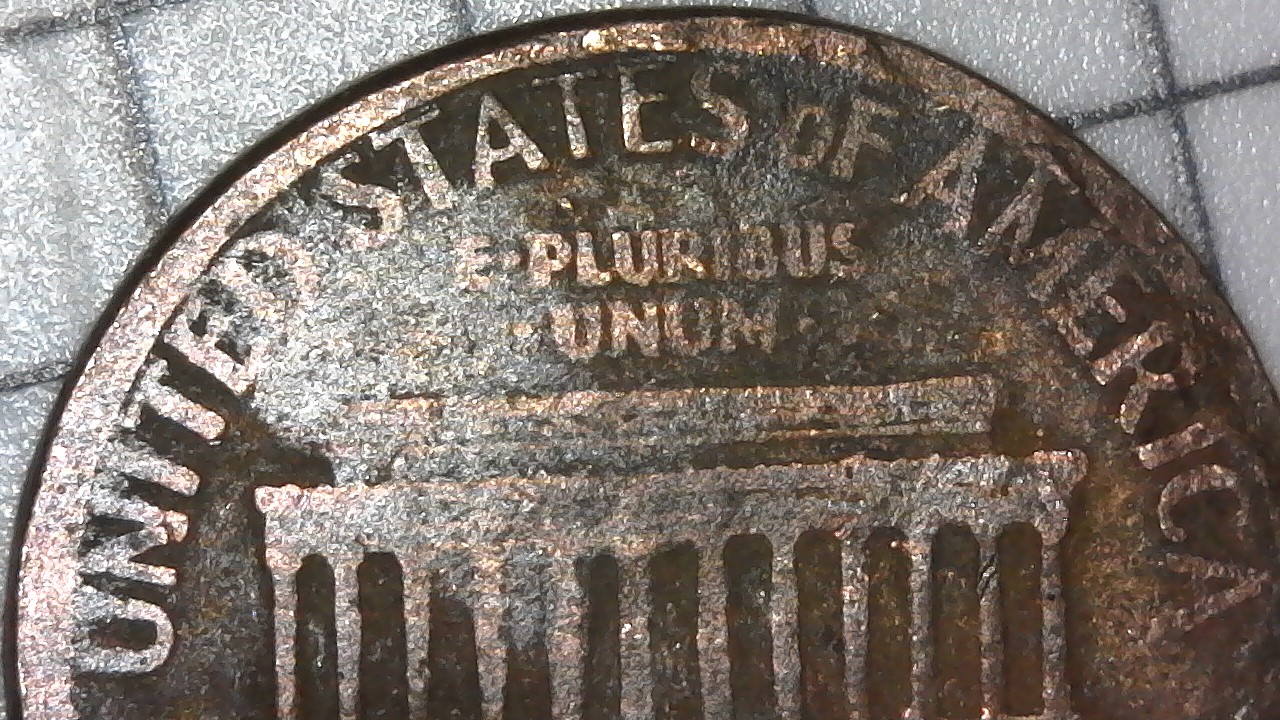 UNITED STATES OF AMERICA
E·PLURIBUS
·UNUM·